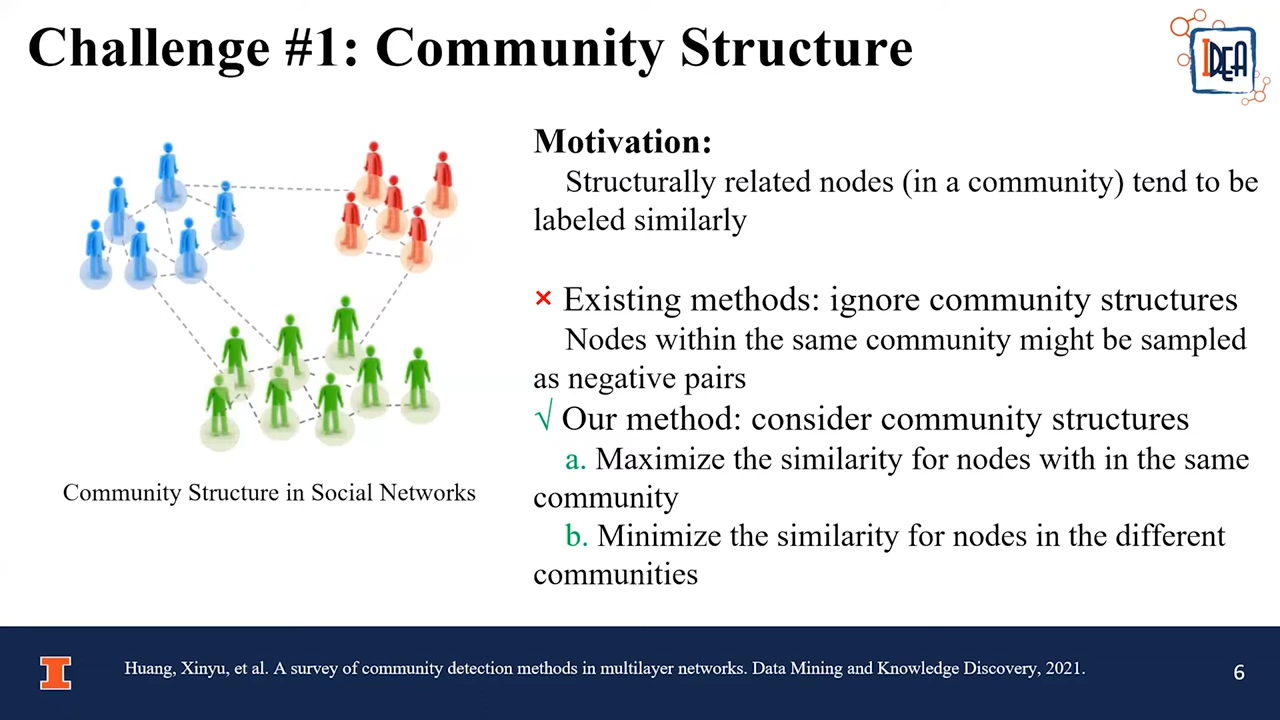 Challenge #1: Community Structure
IDEA
Motivation:
Structurally related nodes (in a community) tend to be
labeled similarly
× Existing methods: ignore community structures
Nodes within the same community might be sampled
as negative pairs
√ Our method: consider community structures
a. Maximize the similarity for nodes with in the same
community
b. Minimize the similarity for nodes in the different
communities
Community Structure in Social Networks
I
Huang, Xinyu, et al. A survey of community detection methods in multilayer networks. Data Mining and Knowledge Discovery, 2021.
6